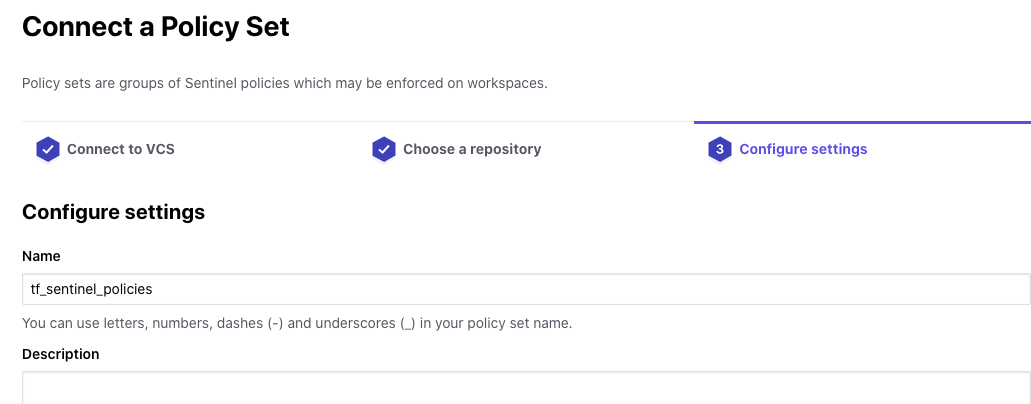 Connect a Policy Set
Policy sets are groups of Sentinel policies which may be enforced on workspaces.
Connect to VCS
Choose a repository
3 Configure settings
Configure settings
Name
tf_sentinel_policies
You can use letters, numbers, dashes (-) and underscores (_) in your policy set name.
Description